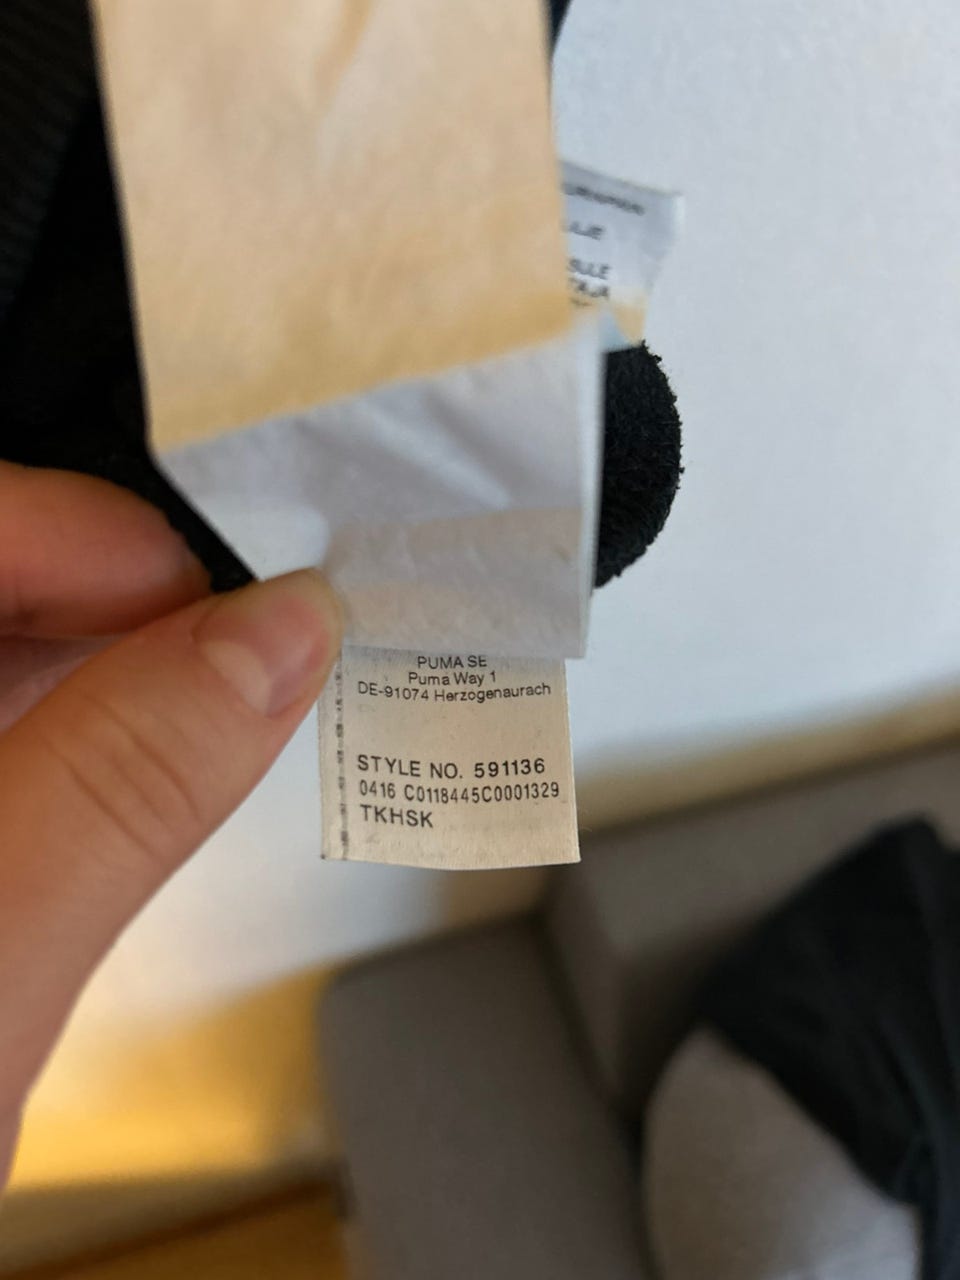 PUMA SE
Puma Way 1
DE-91074 Herzogenaurach
STYLE NO. 591136
0416 C0118445C0001329
TKHSK